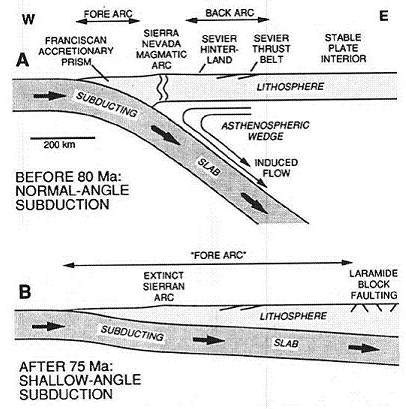 W
FORE ARC
BACK ARC
E
FRANCISCAN
ACCRETIONARY
PRISM
SIERRA
NEVADA
MAGMATIC
ARC
SEVIER
HINTER-
LAND
SEVIER
THRUST
BELT
STABLE
PLATE
INTERIOR
A
LITHOSPHERE
SUBDUCTING
SLAB
ASTHENOSPHERIC
WEDGE
INDUCED
FLOW
200 km
BEFORE 80 Ma:
NORMAL-ANGLE
SUBDUCTION
"FORE ARC"
B
EXTINCT
SIERRAN
ARC
LARAMIDE
BLOCK
FAULTING
LITHOSPHERE
SUBDUCTING
SLAB
AFTER 75 Ma:
SHALLOW-ANGLE
SUBDUCTION